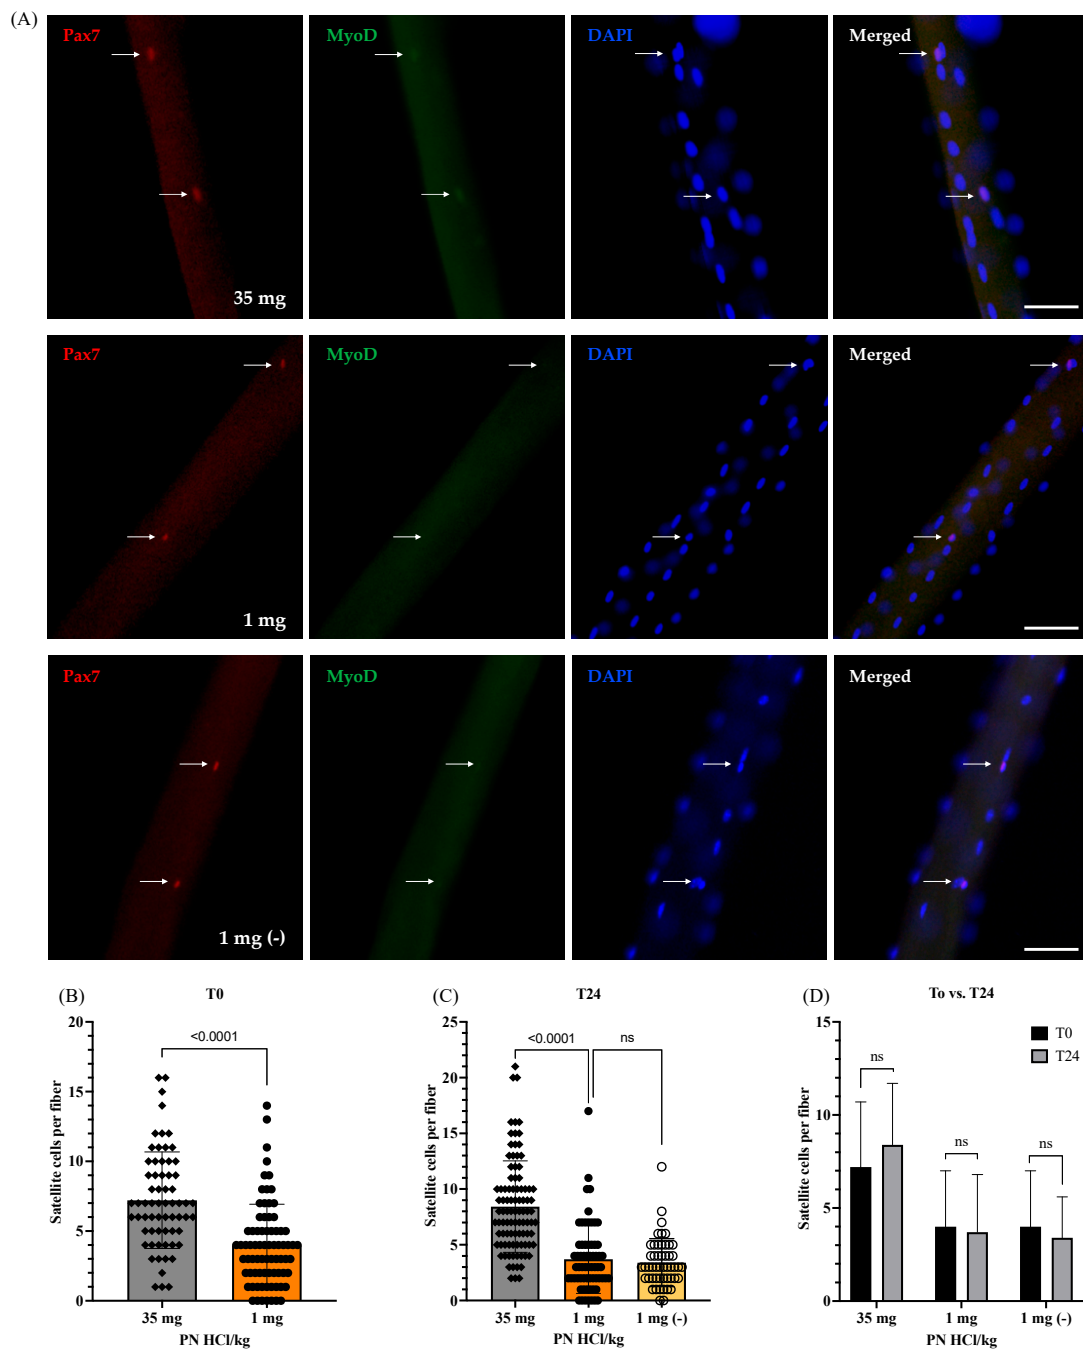 (A)
Pax7 MyoD DAPI Merged
35 mg
Pax7 MyoD DAPI Merged
1 mg
Pax7 MyoD DAPI Merged
1 mg (-)
(B) T0
Satellite cells per fiber
20
15
10
5
0
<0.0001
35 mg 1 mg
PN HCl/kg
(C) T24
Satellite cells per fiber
25
20
15
10
5
0
<0.0001 ns
35 mg 1 mg 1 mg (-)
PN HCl/kg
(D) To vs. T24
Satellite cells per fiber
15
10
5
0
T0
T24
ns
ns
ns
35 mg 1 mg 1 mg (-)
PN HCl/kg